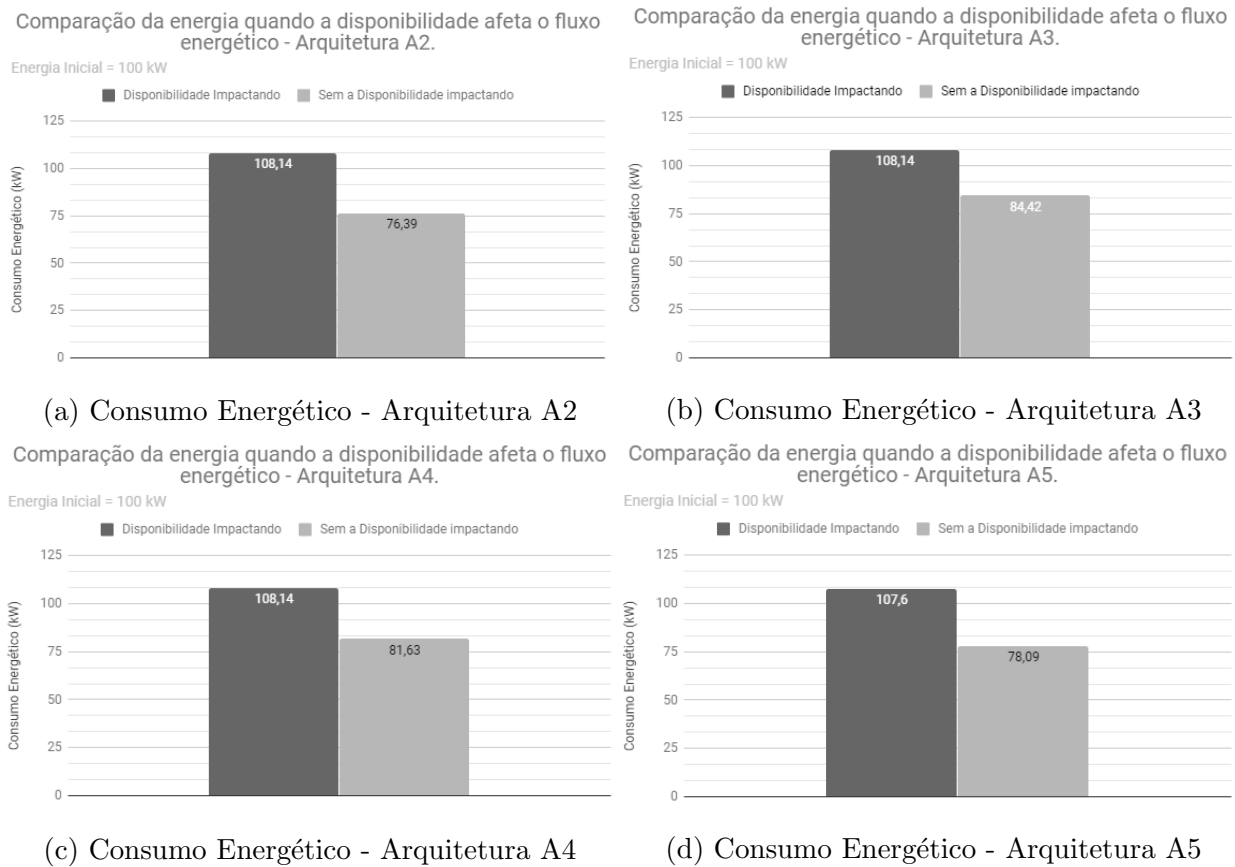 Comparação da energia quando a disponibilidade afeta o fluxo
energético - Arquitetura A2.
Energia Inicial = 100 kW
Disponibilidade Impactando Sem a Disponibilidade impactando
Consumo Energético (kW)
125
100
75
50
25
0
108,14
76,39
(a) Consumo Energético - Arquitetura A2
Comparação da energia quando a disponibilidade afeta o fluxo
energético - Arquitetura A3.
Energia Inicial = 100 kW
Disponibilidade Impactando Sem a Disponibilidade impactando
Consumo Energético (kW)
125
100
75
50
25
0
108,14
84,42
(b) Consumo Energético - Arquitetura A3
Comparação da energia quando a disponibilidade afeta o fluxo
energético - Arquitetura A4.
Energia Inicial = 100 kW
Disponibilidade Impactando Sem a Disponibilidade impactando
Consumo Energético (kW)
125
100
75
50
25
0
108,14
81,63
(c) Consumo Energético - Arquitetura A4
Comparação da energia quando a disponibilidade afeta o fluxo
energético - Arquitetura A5.
Energia Inicial = 100 kW
Disponibilidade Impactando Sem a Disponibilidade impactando
Consumo Energético (kW)
125
100
75
50
25
0
107,6
78,09
(d) Consumo Energético - Arquitetura A5